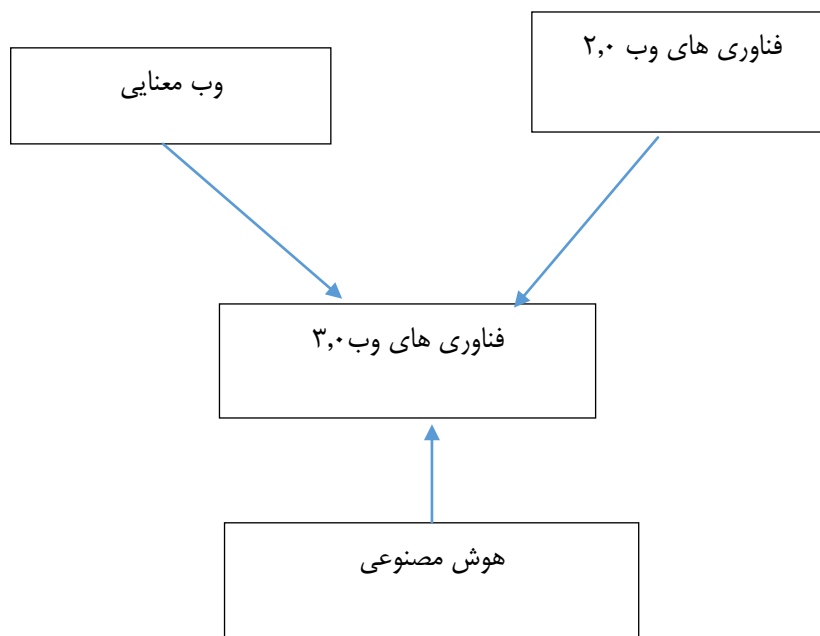 فناوری های وب ۲,۰
وب معنایی
فناوری های وب۳,۰
هوش مصنوعی